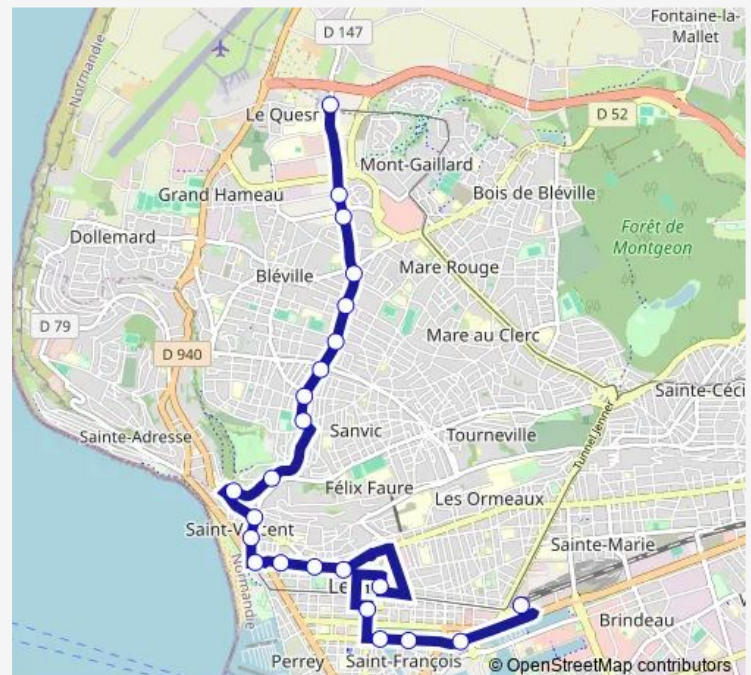 Fontaine-la-
Mallet
D 147
Normandie
Le Quesr
D 52
Mont-Gaillard
Grand Hameau
Bois de Bléville
Forêt de
Montgeon
Dollemard
Bléville
Mare Rouge
D 79
D 940
Mare au Clerc
Sainte-Céci
Sainte-Adresse
Sanvic
Tourneville
Tunnel Jenner
Félix Faure
Les Ormeaux
Sainte-Marie
Normandie
Brindeau
Perrey
Saint-François
© OpenStreetMap contributors